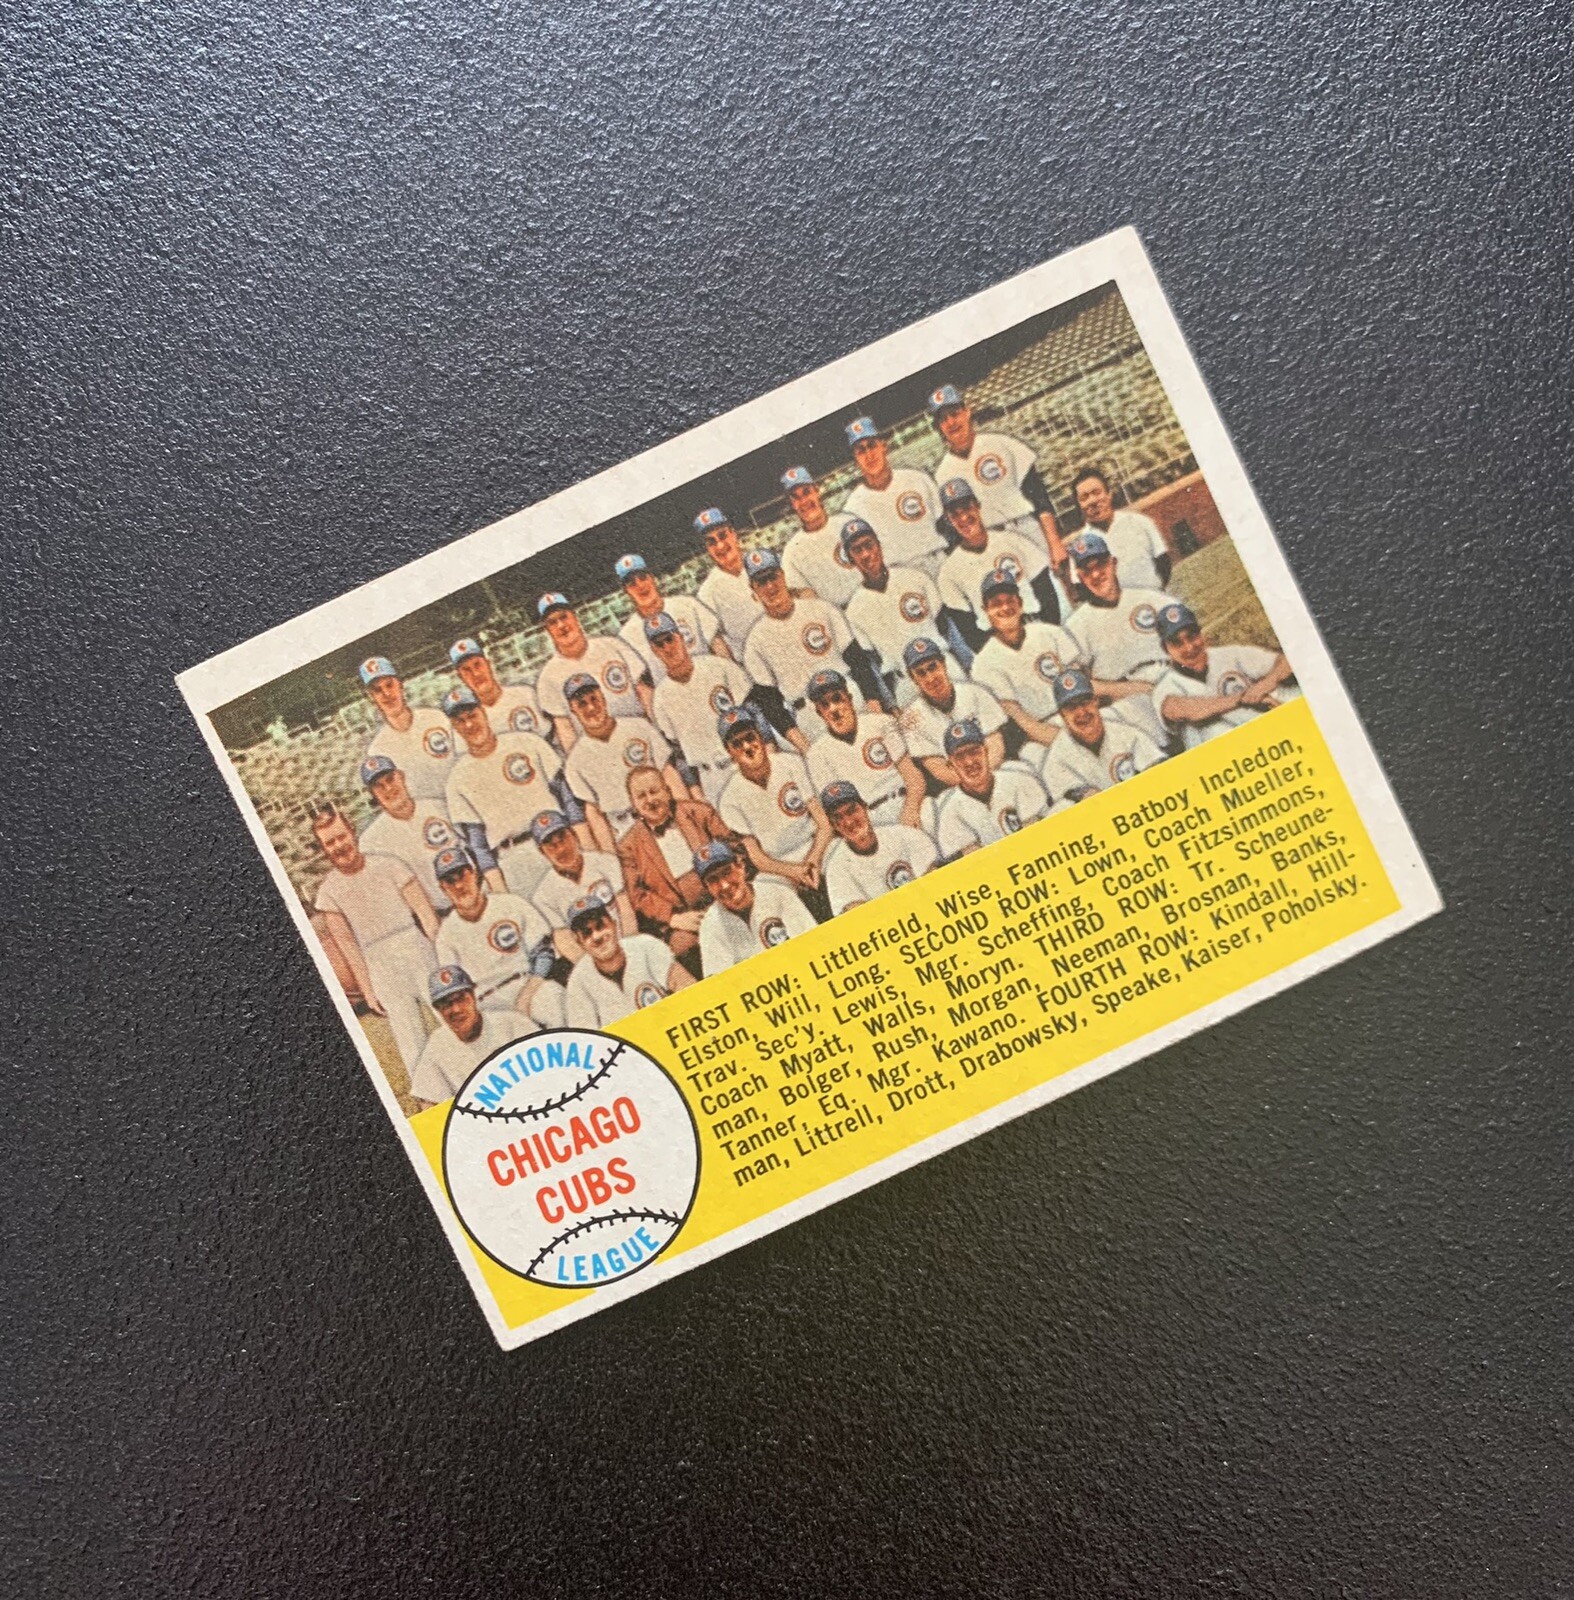 NATIONAL
CHICAGO
CUBS
LEAGUE
FIRST ROW: Littlefield, Wise, Fanning, Batboy Incledon,
Elston, Will, Long. SECOND ROW: Lown, Coach Mueller,
Trav. Sec'y. Lewis, Mgr. Scheffing, Coach Fitzsimmons,
Coach Myatt, Walls, Moryn. THIRD ROW: Tr. Scheune-
man, Bolger, Rush, Morgan, Neeman, Brosnan, Banks,
Tanner, Eq. Mgr. Kawano. FOURTH ROW: Kindall, Hill-
man, Littrell, Drott, Drabowsky, Speake, Kaiser, Poholsky.